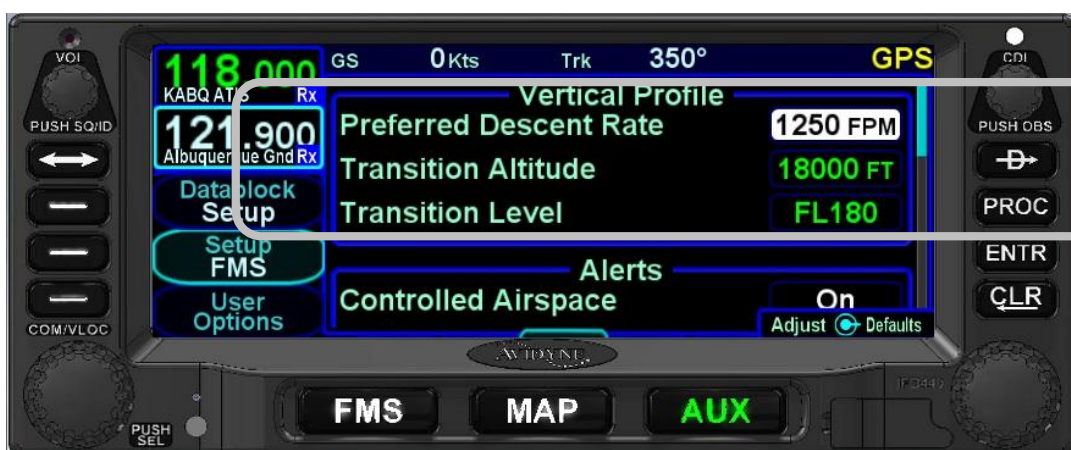 VOL
PUSH SQ/ID
COM/VLOC
PUSH SEL
118.000
KABQ ATIS Rx
121.900
Albuquerque Gnd Rx
Datablock
Setup
Setup
FMS
User
Options
GS 0Kts Trk 350° GPS
Vertical Profile
Preferred Descent Rate 1250 FPM
Transition Altitude 18000 FT
Transition Level FL180
Alerts
Controlled Airspace On
Adjust Defaults
AVIDYNE
FMS MAP AUX
CDI
PUSH OBS
D
PROC
ENTR
CLR
IFD440